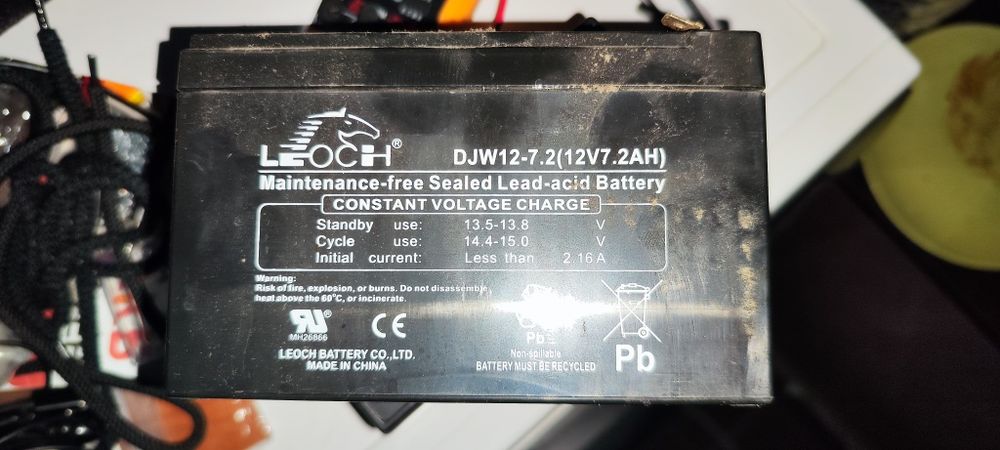 LEOCH®
DJW12-7.2(12V7.2AH)
Maintenance-free Sealed Lead-acid Battery
CONSTANT VOLTAGE CHARGE
Standby use: 13.5-13.8 V
Cycle use: 14.4-15.0 V
Initial current: Less than 2.16 A
Warning:
Risk of fire, explosion, or burns. Do not disassemble,
heat above the 60°C, or incinerate.
MH26866
CE
Pb
LEOCH BATTERY CO.,LTD.
MADE IN CHINA
Non-spillable
BATTERY MUST BE RECYCLED
Pb